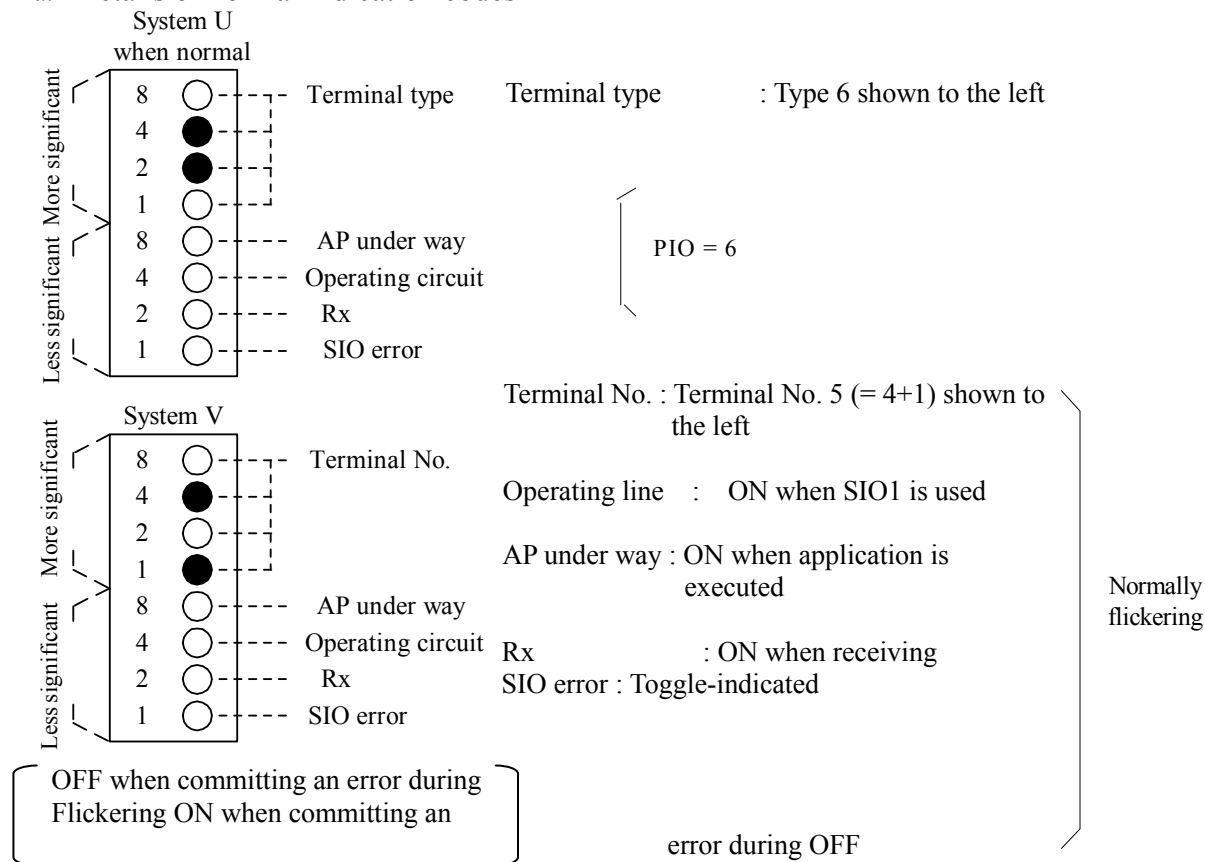 System U
when normal
More significant
Less significant
8 Terminal type
4
2
1
8 AP under way
4 Operating circuit
2 Rx
1 SIO error
Terminal type : Type 6 shown to the left
PIO = 6
System V
More significant
Less significant
8 Terminal No.
4
2
1
8 AP under way
4 Operating circuit
2 Rx
1 SIO error
Terminal No. : Terminal No. 5 (= 4+1) shown to
the left
Operating line : ON when SIO1 is used
AP under way : ON when application is
executed
Rx : ON when receiving
SIO error : Toggle-indicated
Normally
flickering
OFF when committing an error during
Flickering ON when committing an
error during OFF